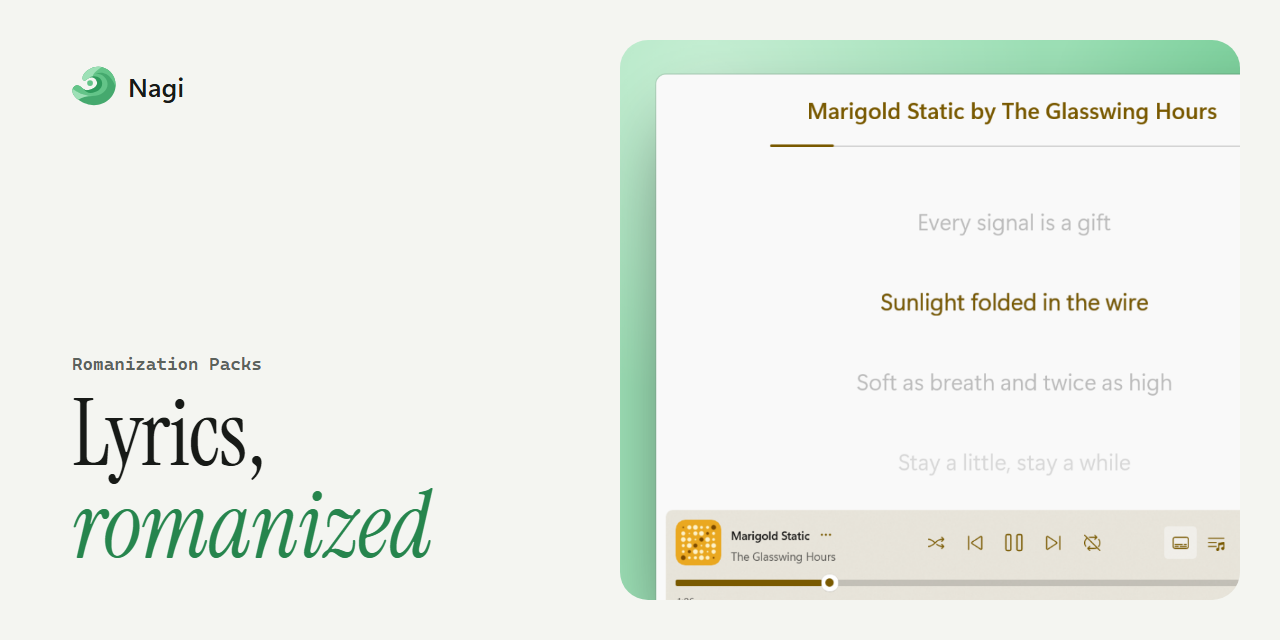 Nagi
Romanization Packs
Lyrics,
romanized
Marigold Static by The Glasswing Hours
Every signal is a gift
Sunlight folded in the wire
Soft as breath and twice as high
Stay a little, stay a while
Marigold Static ···
The Glasswing Hours